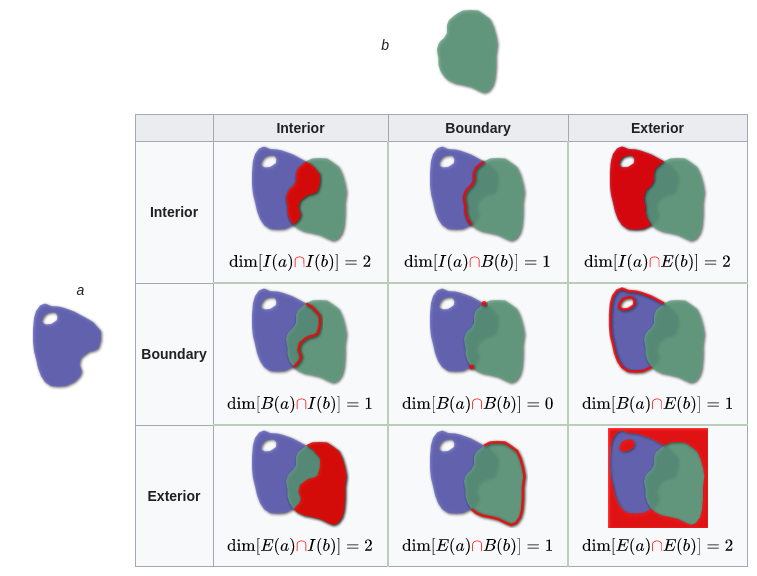 b
Interior Boundary Exterior
Interior
dim[I(a)∩I(b)] = 2 dim[I(a)∩B(b)] = 1 dim[I(a)∩E(b)] = 2
a
Boundary
dim[B(a)∩I(b)] = 1 dim[B(a)∩B(b)] = 0 dim[B(a)∩E(b)] = 1
Exterior
dim[E(a)∩I(b)] = 2 dim[E(a)∩B(b)] = 1 dim[E(a)∩E(b)] = 2